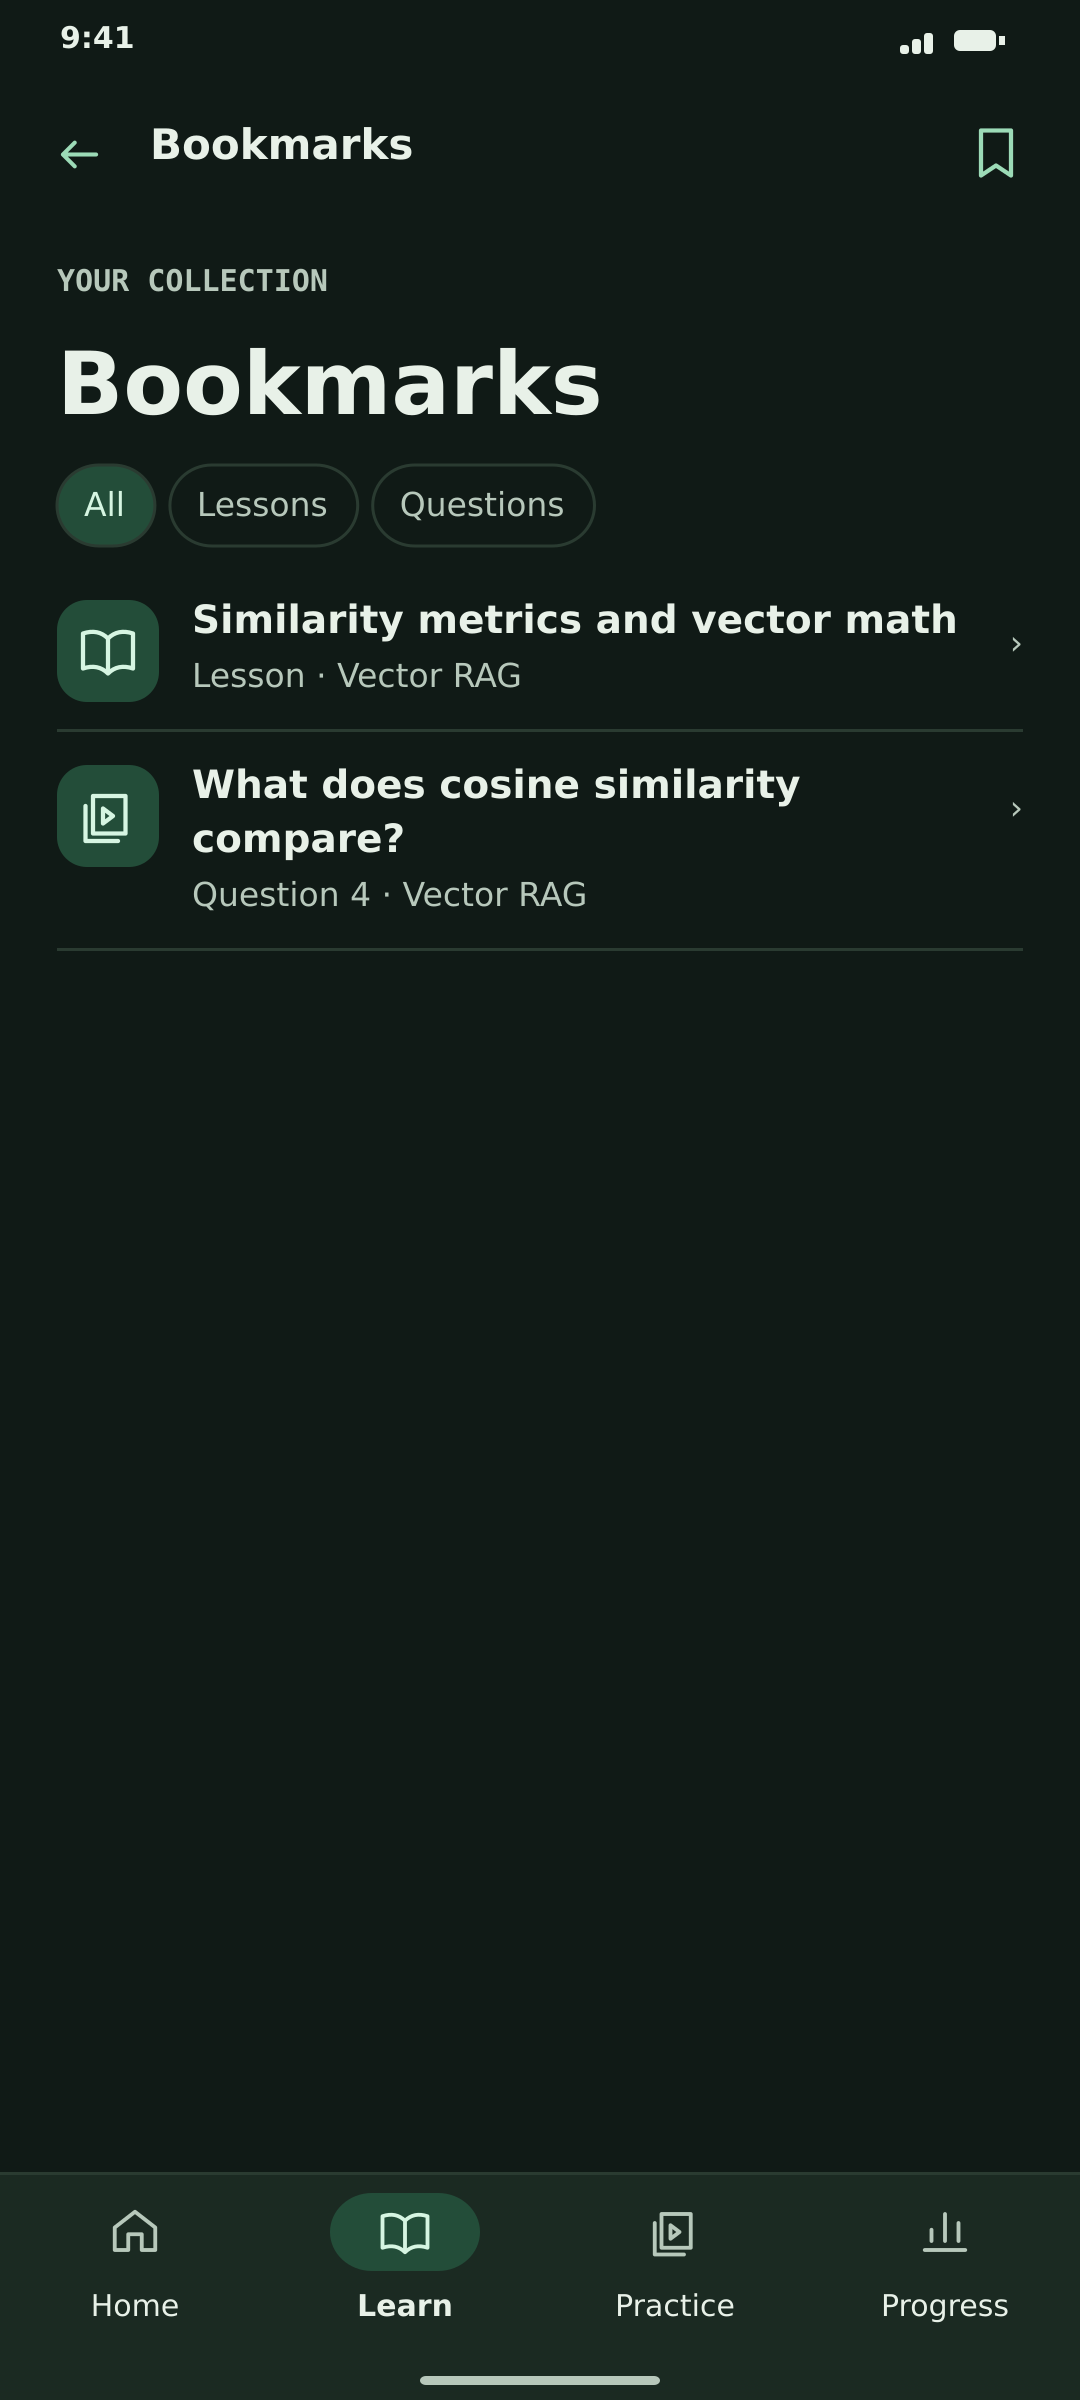 9:41
Bookmarks
YOUR COLLECTION
Bookmarks
All
Lessons
Questions
Similarity metrics and vector math
Lesson · Vector RAG
›
What does cosine similarity
compare?
Question 4 · Vector RAG
›
Home
Learn
Practice
Progress